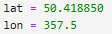 lat = 50.418850
lon = 357.5